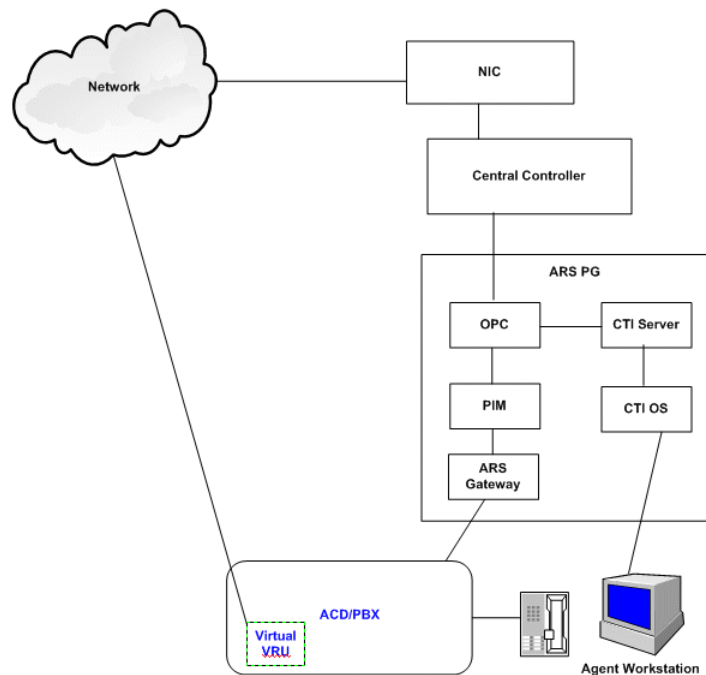 Network
NIC
Central Controller
ARS PG
OPC
CTI Server
PIM
CTI OS
ARS
Gateway
ACD/PBX
Virtual
VRU
Agent Workstation